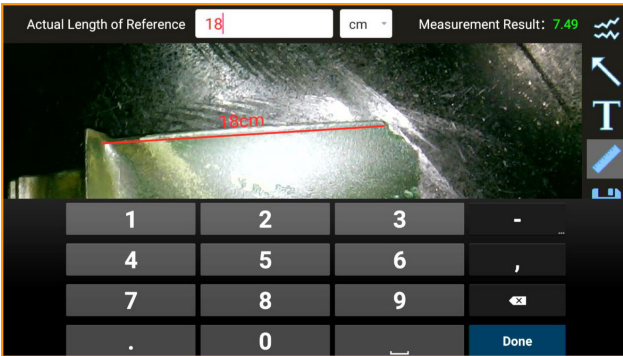 Actual Length of Reference 18 cm Measurement Result: 7.49
18cm
T
1 2 3 -
...
4 5 6 ,
7 8 9
. 0
Done